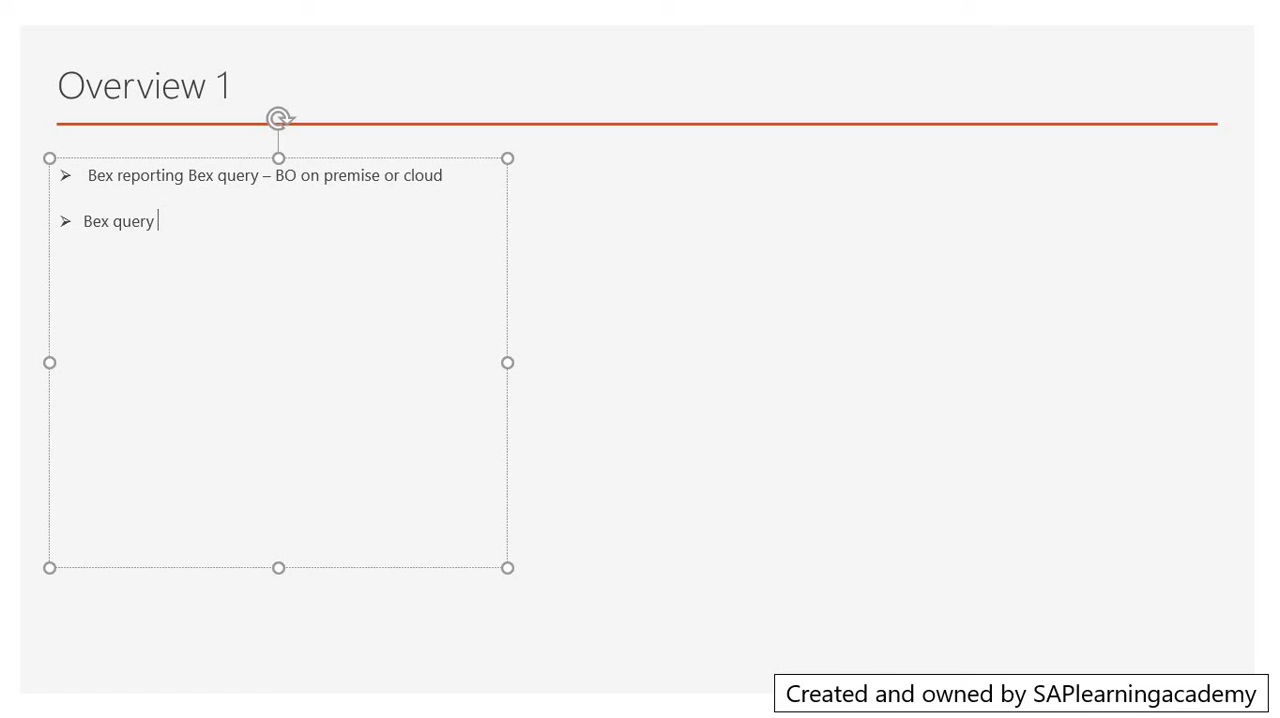 Overview 1
Bex reporting Bex query – BO on premise or cloud
Bex query
Created and owned by SAPlearningacademy